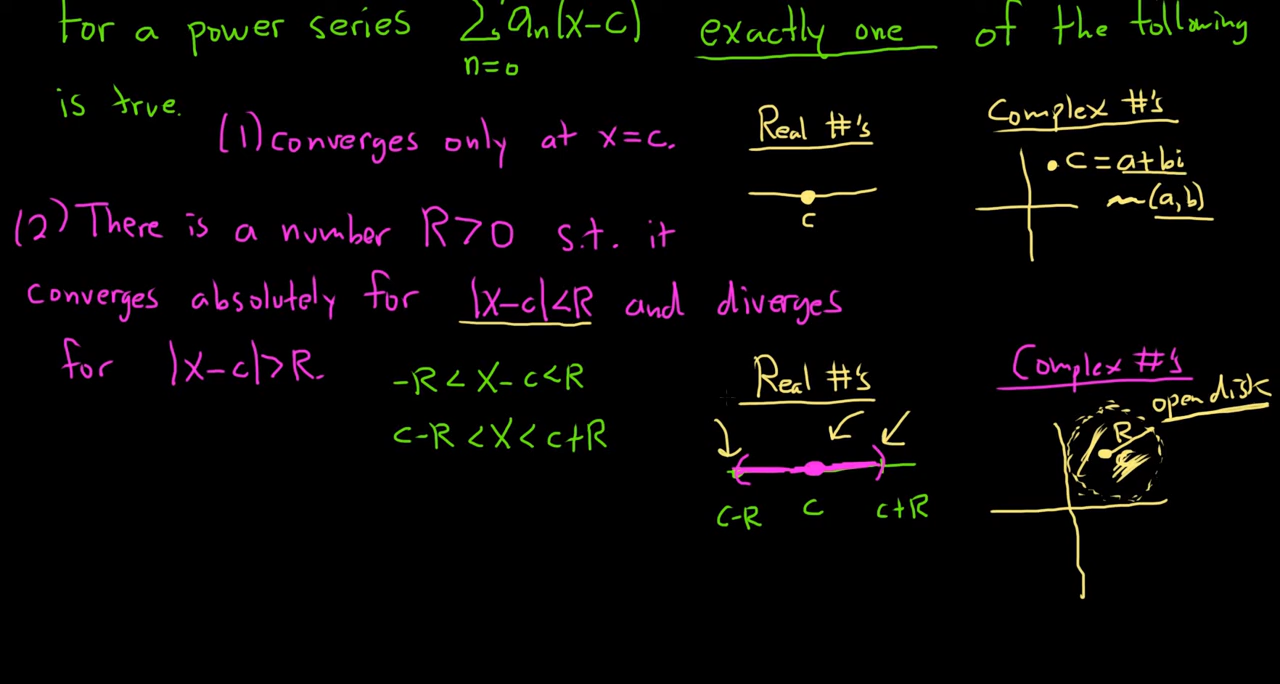 For a power series ∑ aₙ(x-c) exactly one of the following
n=0
is true.
(1) converges only at x=c.
Real #'s
c
Complex #'s
c = a+bi
(a,b)
(2) There is a number R>0 s.t. it
converges absolutely for |x-c|<R and diverges
for |x-c|>R.
-R < x-c < R
c-R < x < c+R
Real #'s
c-R c c+R
Complex #'s
open disk
R
c